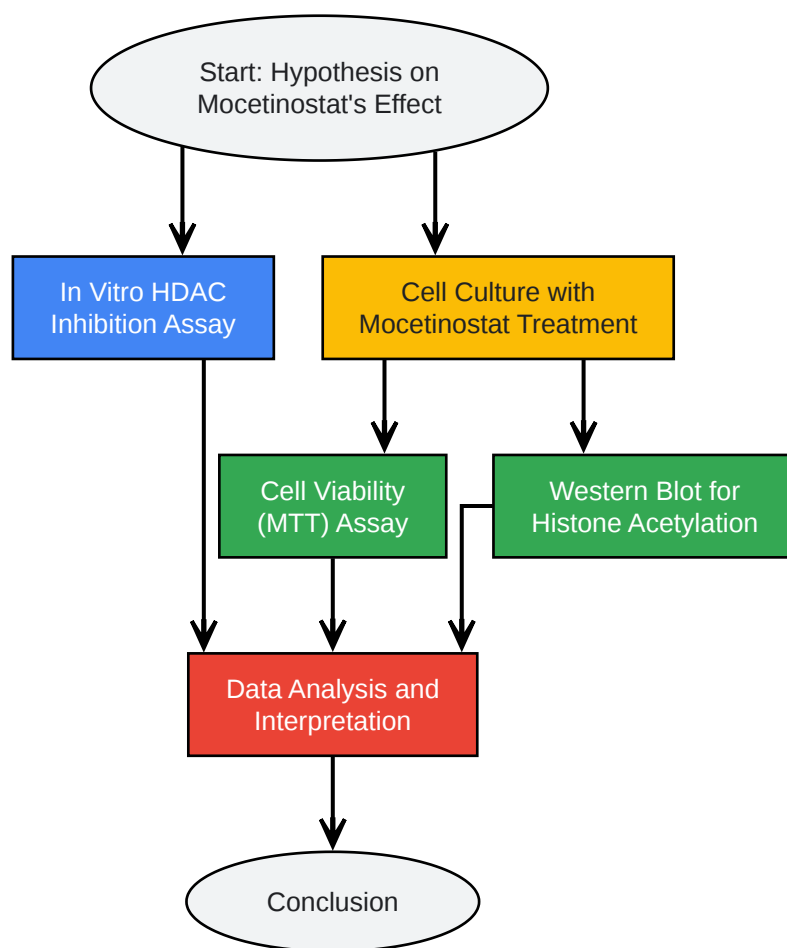 Start: Hypothesis on
Mocetinostat's Effect
In Vitro HDAC
Inhibition Assay
Cell Culture with
Mocetinostat Treatment
Cell Viability
(MTT) Assay
Western Blot for
Histone Acetylation
Data Analysis and
Interpretation
Conclusion